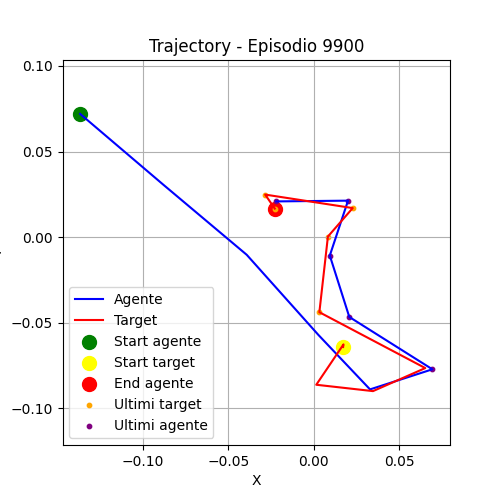 Trajectory - Episodio 9900
0.10
0.05
0.00
−0.05
−0.10
Agente
Target
Start agente
Start target
End agente
Ultimi target
Ultimi agente
−0.10
−0.05
0.00
0.05
X